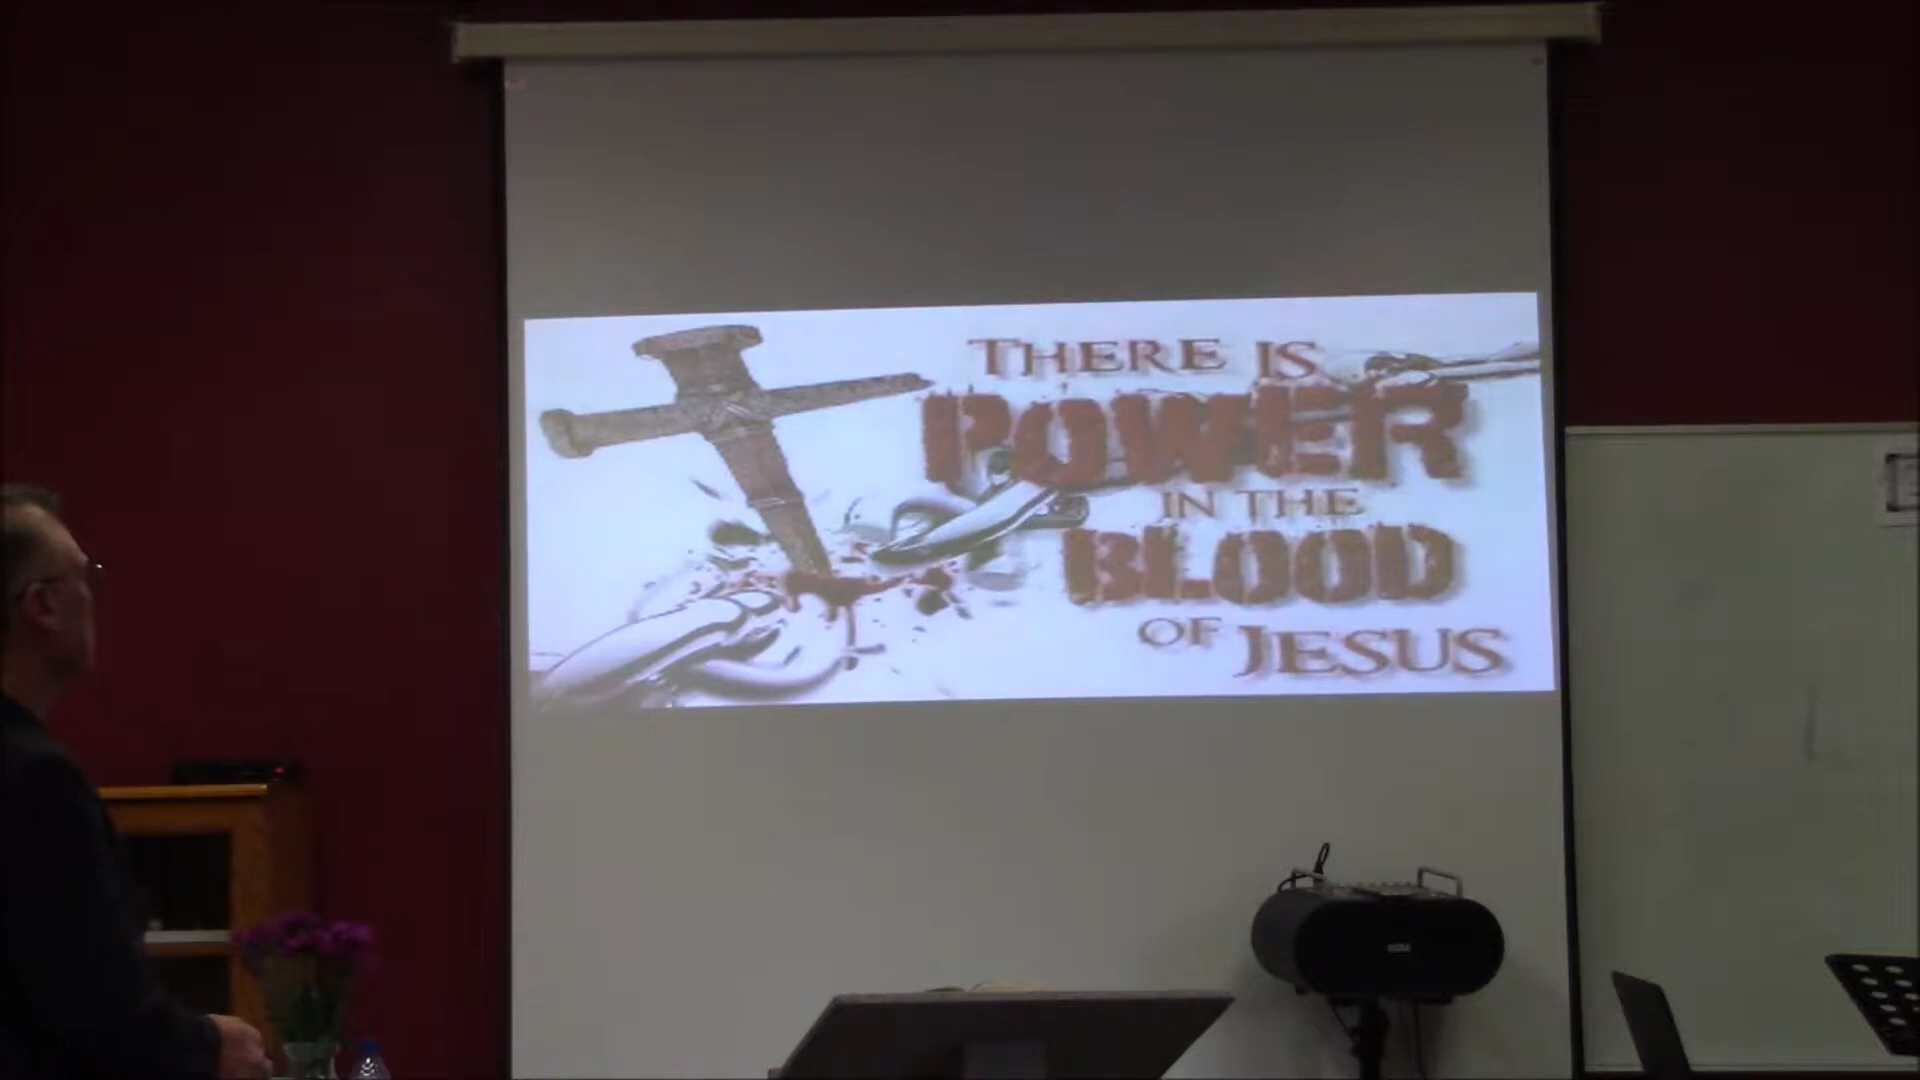 THERE IS
POWER
IN THE
BLOOD
OF JESUS